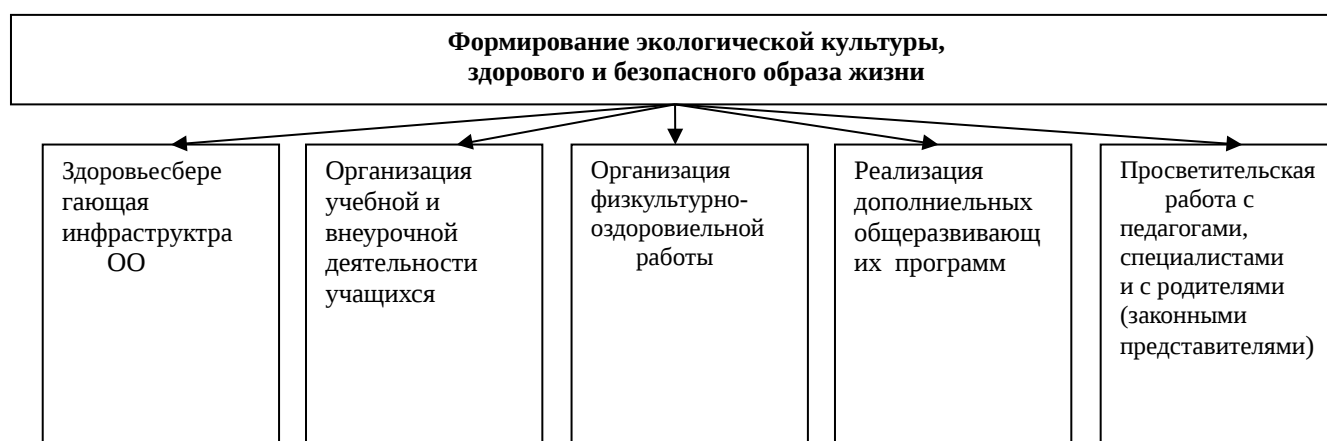 Формирование экологической культуры,
здорового и безопасного образа жизни
Здоровьесбере
гающая
инфраструктра
ОО
Организация
учебной и
внеурочной
деятельности
учащихся
Организация
физкультурно-
оздоровиельной
работы
Реализация
дополниельных
общеразвивающ
их программ
Просветительская
работа с
педагогами,
специалистами
и с родителями
(законными
представителями)